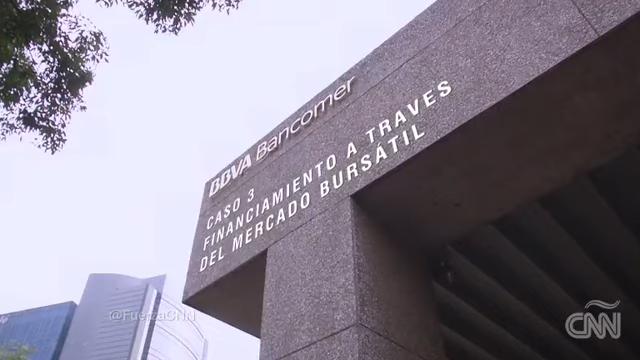 BBVA Bancomer
CASO 3
FINANCIAMIENTO A TRAVES
DEL MERCADO BURSÁTIL
@FuerzaCNN
CNN